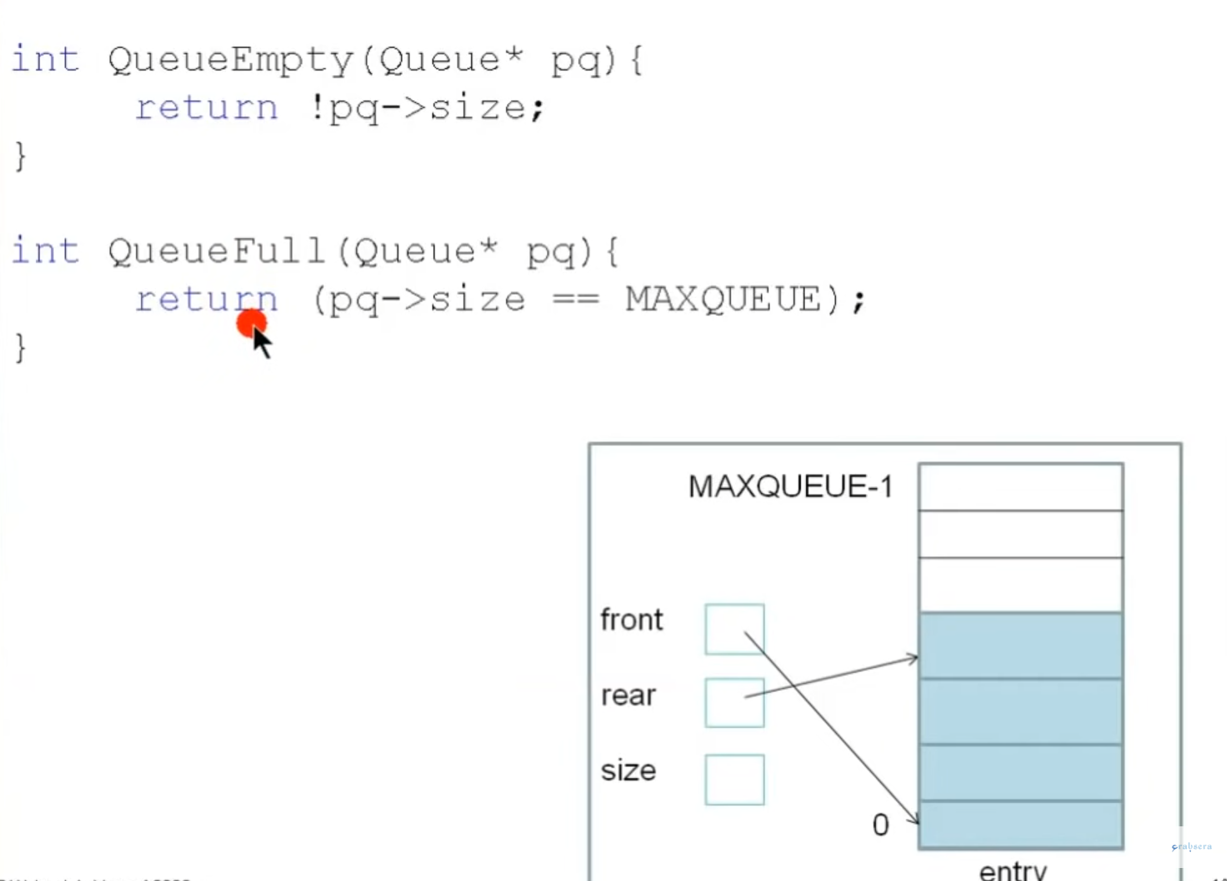 int QueueEmpty(Queue* pq){
return !pq->size;
}
int QueueFull(Queue* pq){
return (pq->size == MAXQUEUE);
}
MAXQUEUE-1
front
rear
size
0
entry